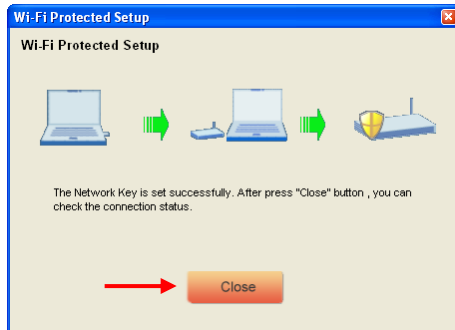 Wi-Fi Protected Setup
Wi-Fi Protected Setup
The Network Key is set successfully. After press "Close" button , you can
check the connection status.
Close